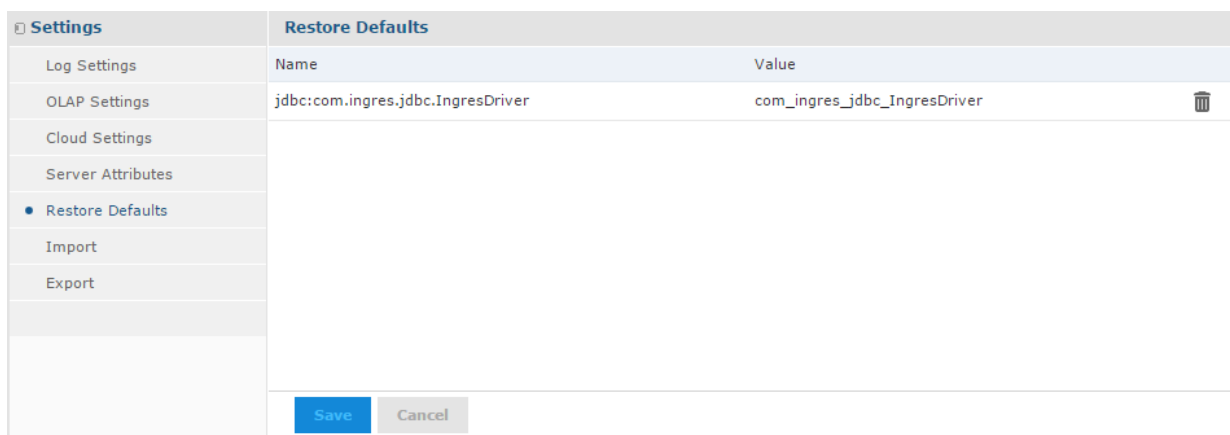 Settings
Restore Defaults
Log Settings
Name Value
OLAP Settings
jdbc:com.ingres.jdbc.IngresDriver com_ingres_jdbc_IngresDriver
Cloud Settings
Server Attributes
Restore Defaults
Import
Export
Save Cancel